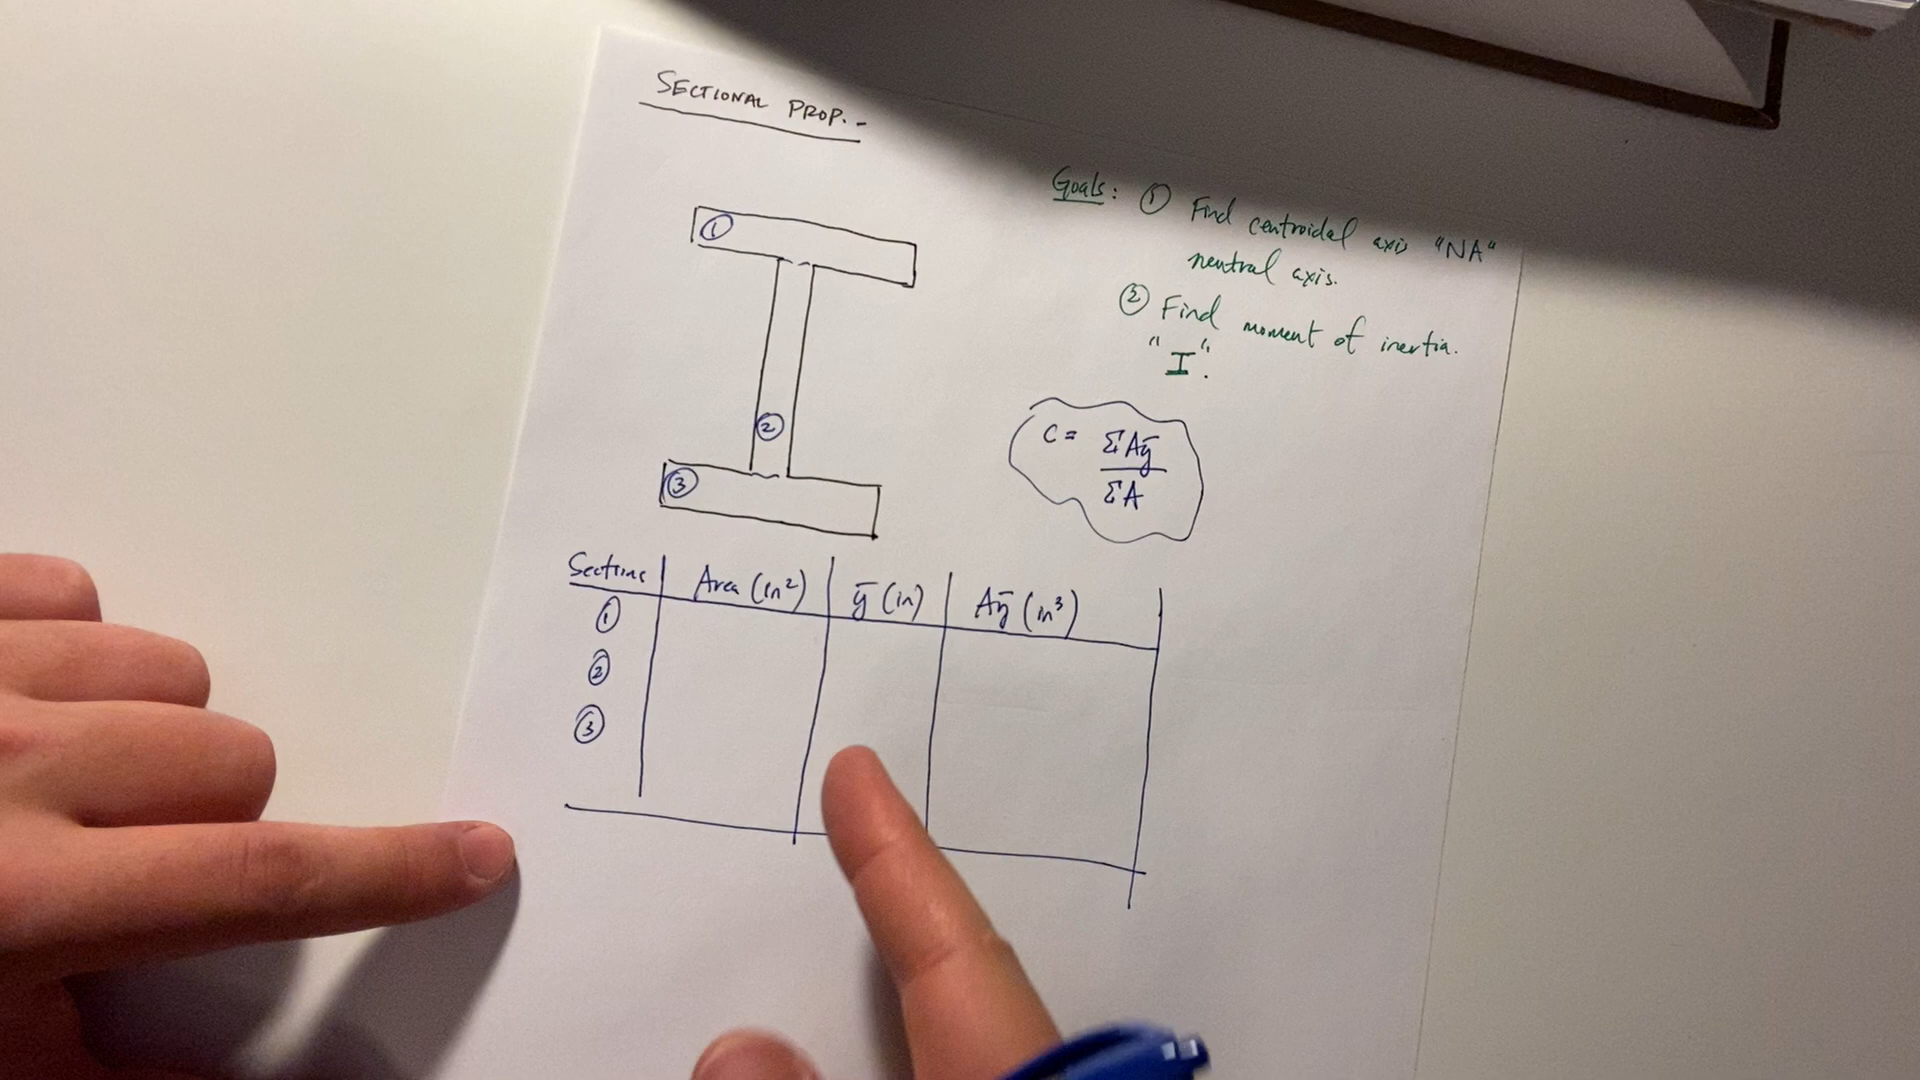 SECTIONAL PROP.-
Goals: ① Find centroidal axis "NA"
neutral axis.
② Find moment of inertia.
"I".
①
②
③
C = ΣAȳ
ΣA
Sections Area (in²) ȳ (in) Aȳ (in³)
①
②
③